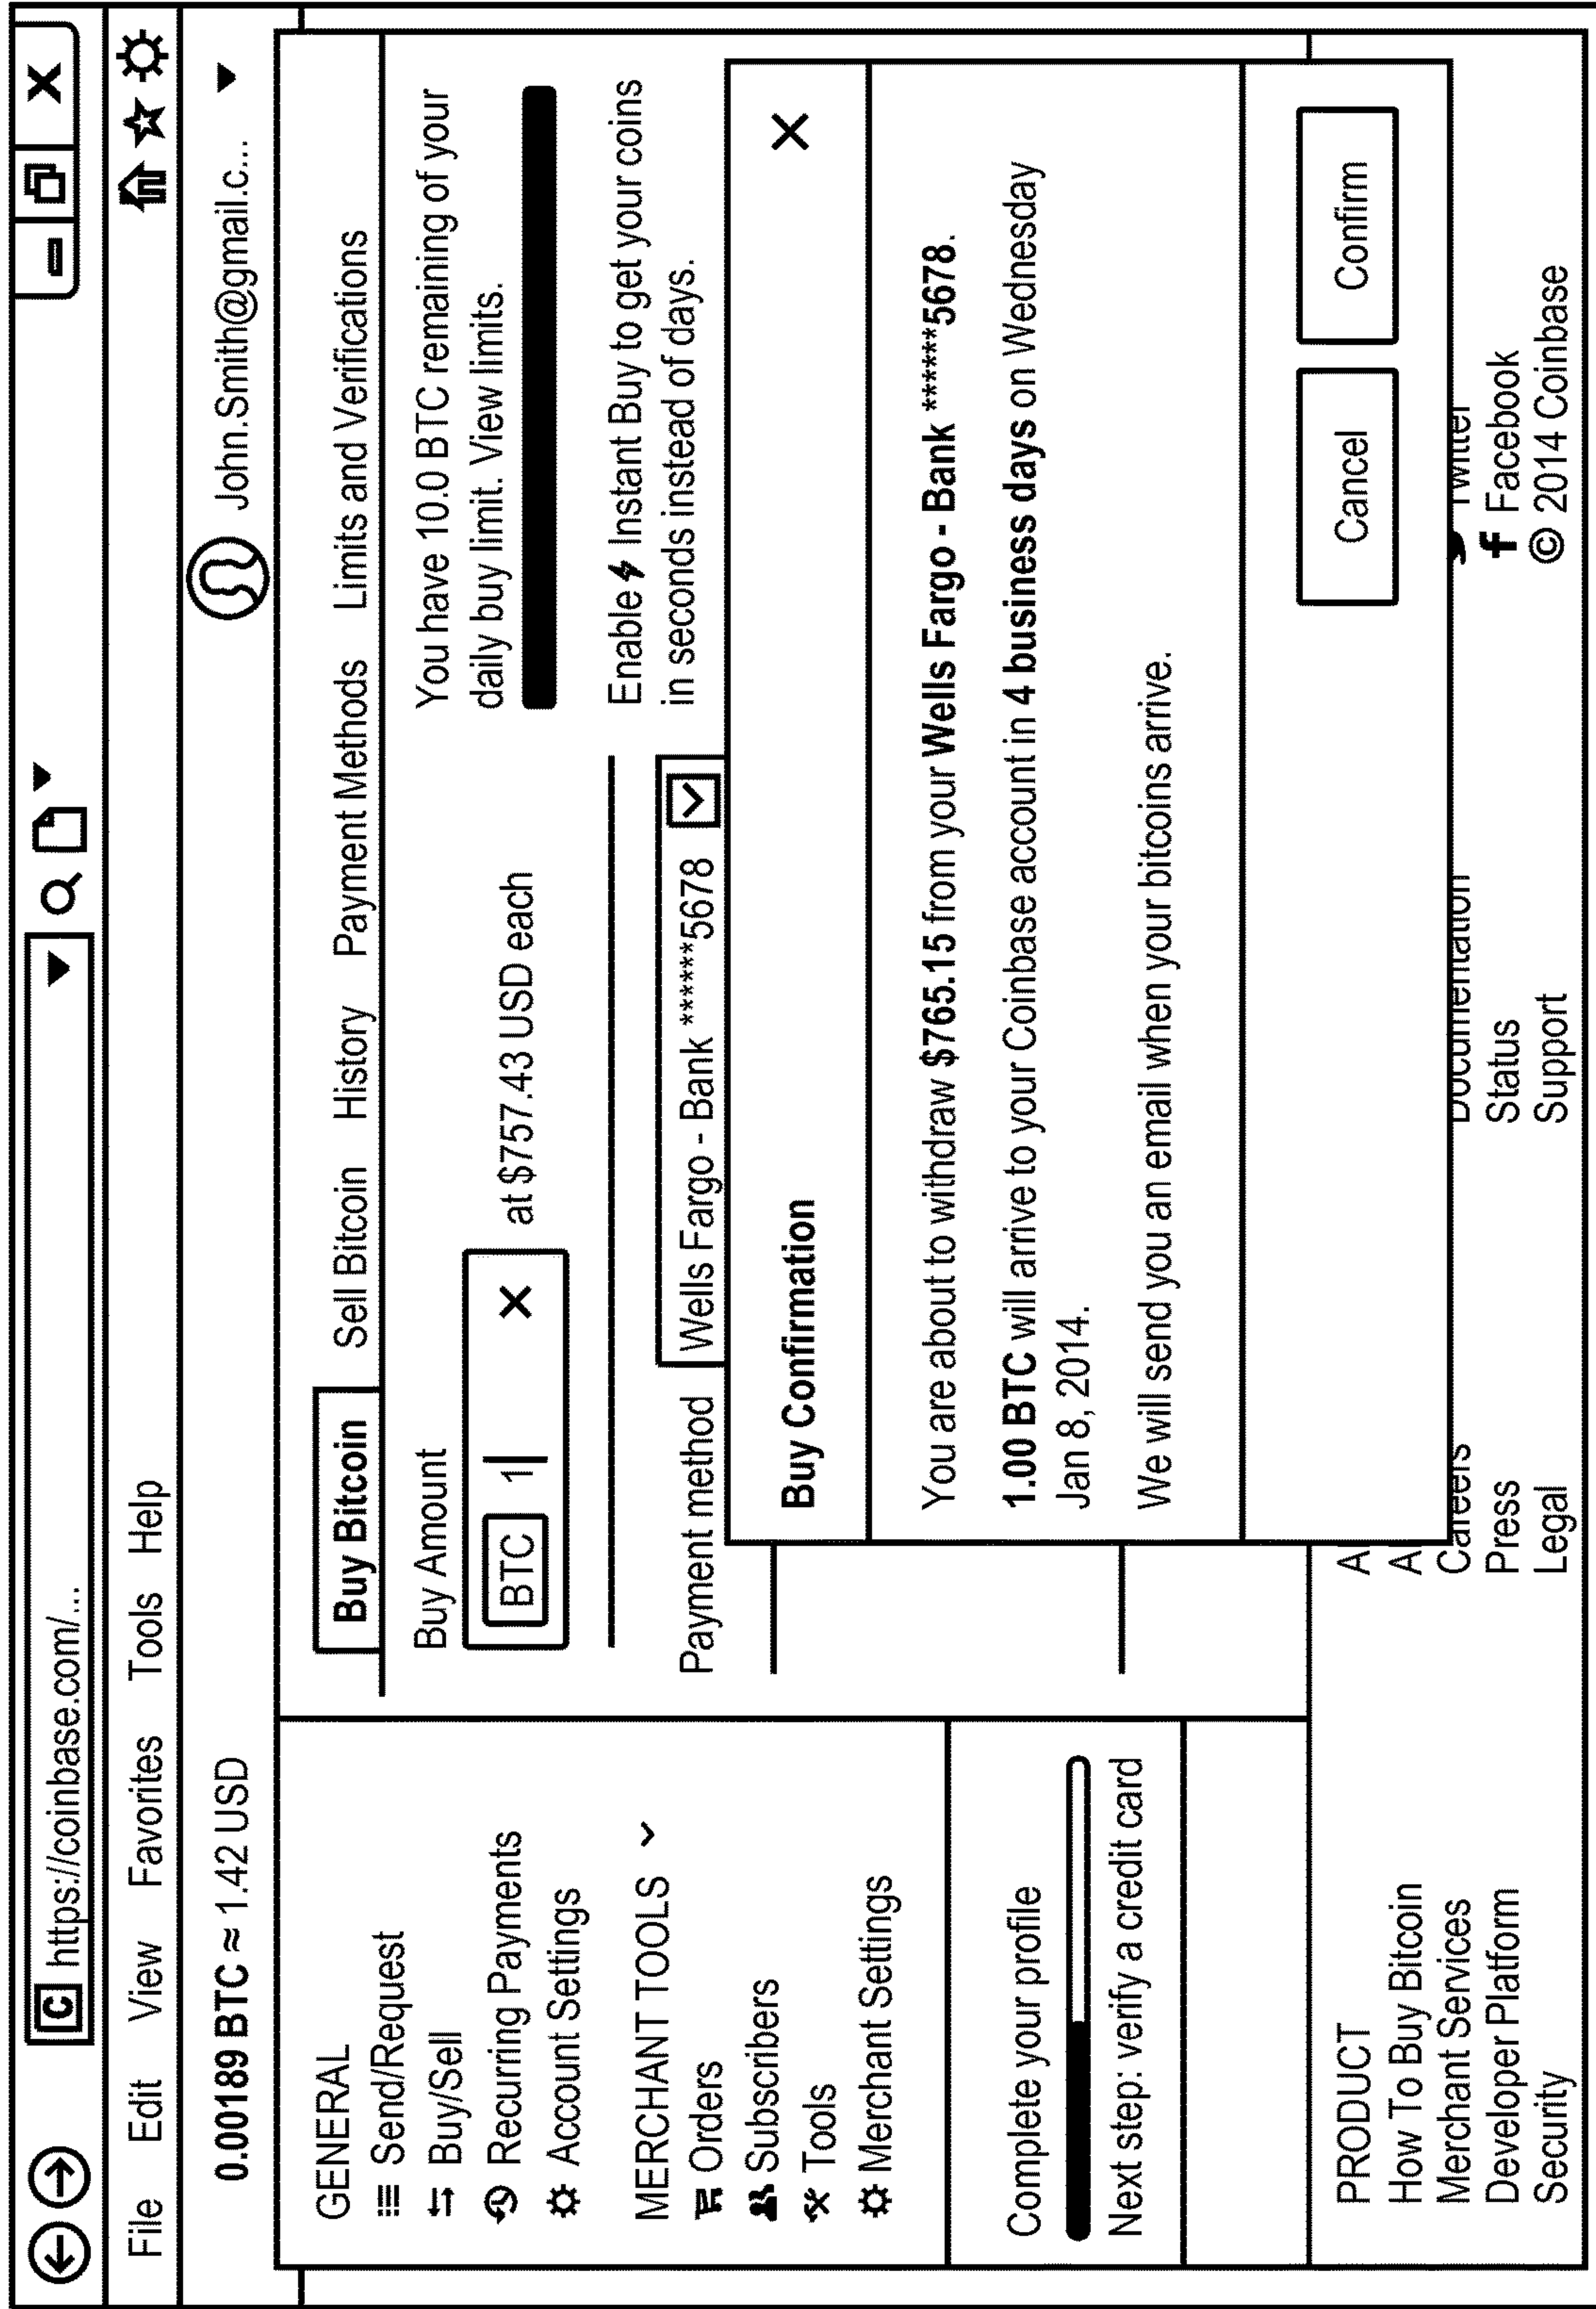 C https://coinbase.com/...
File Edit View Favorites Tools Help
0.00189 BTC ≈ 1.42 USD
John.Smith@gmail.c...
GENERAL
Send/Request
Buy/Sell
Recurring Payments
Account Settings
MERCHANT TOOLS
Orders
Subscribers
Tools
Merchant Settings
Complete your profile
Next step: verify a credit card
Buy Bitcoin Sell Bitcoin History Payment Methods Limits and Verifications
Buy Amount
BTC 1 at $757.43 USD each
You have 10.0 BTC remaining of your
daily buy limit. View limits.
Enable Instant Buy to get your coins
in seconds instead of days.
Payment method Wells Fargo - Bank ******5678
Buy Confirmation
You are about to withdraw $765.15 from your Wells Fargo - Bank ******5678.
1.00 BTC will arrive to your Coinbase account in 4 business days on Wednesday
Jan 8, 2014.
We will send you an email when your bitcoins arrive.
Cancel Confirm
PRODUCT
How To Buy Bitcoin
Merchant Services
Developer Platform
Security
A
A
Careers
Press
Legal
Documentation
Status
Support
Twitter
Facebook
© 2014 Coinbase